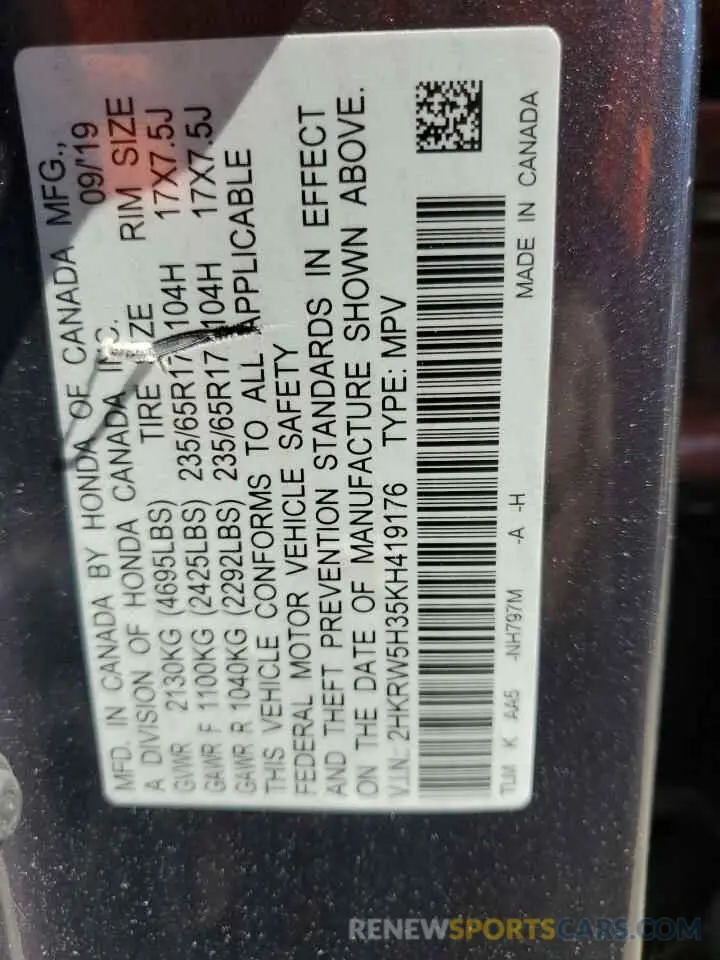 MFD. IN CANADA BY HONDA OF CANADA MFG.,
A DIVISION OF HONDA CANADA INC. 09/'19
TIRE SIZE RIM SIZE
GVWR 2130KG (4695LBS)
GAWR F 1100KG (2425LBS) 235/65R17 104H 17X7.5J
GAWR R 1040KG (2292LBS) 235/65R17 104H 17X7.5J
THIS VEHICLE CONFORMS TO ALL APPLICABLE
FEDERAL MOTOR VEHICLE SAFETY
AND THEFT PREVENTION STANDARDS IN EFFECT
ON THE DATE OF MANUFACTURE SHOWN ABOVE.
V.I.N.: 2HKRW5H35KH419176 TYPE: MPV
TLM K AA5 -NH797M -A -H MADE IN CANADA
RENEWSPORTSCARS.COM